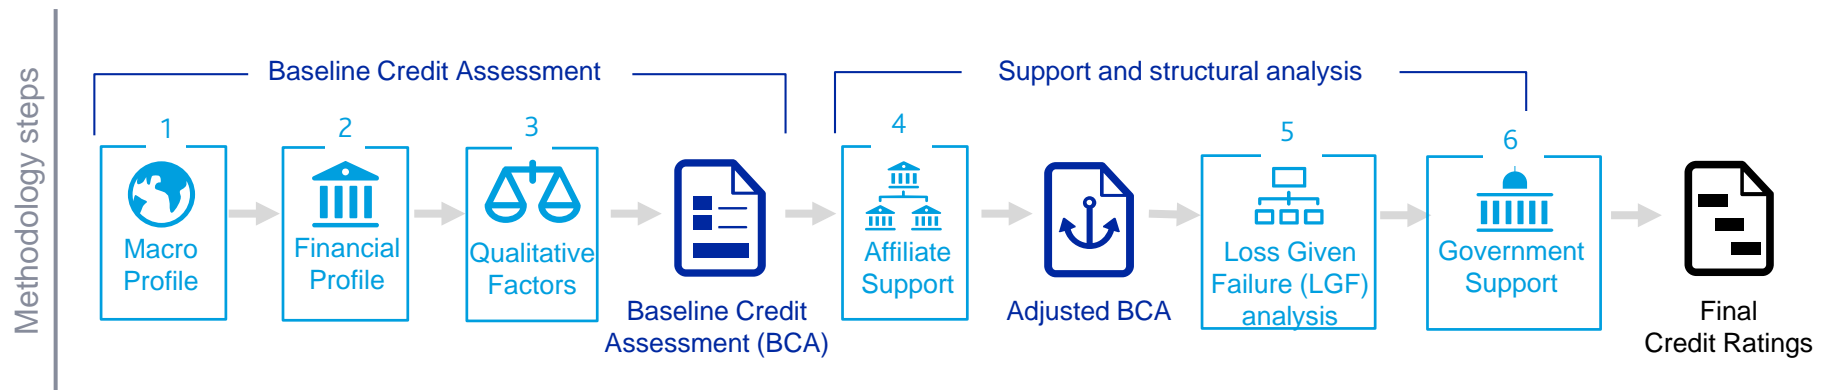 Methodology steps
Baseline Credit Assessment
Support and structural analysis
1
Macro
Profile
2
Financial
Profile
3
Qualitative
Factors
Baseline Credit
Assessment (BCA)
4
Affiliate
Support
Adjusted BCA
5
Loss Given
Failure (LGF)
analysis
6
Government
Support
Final
Credit Ratings